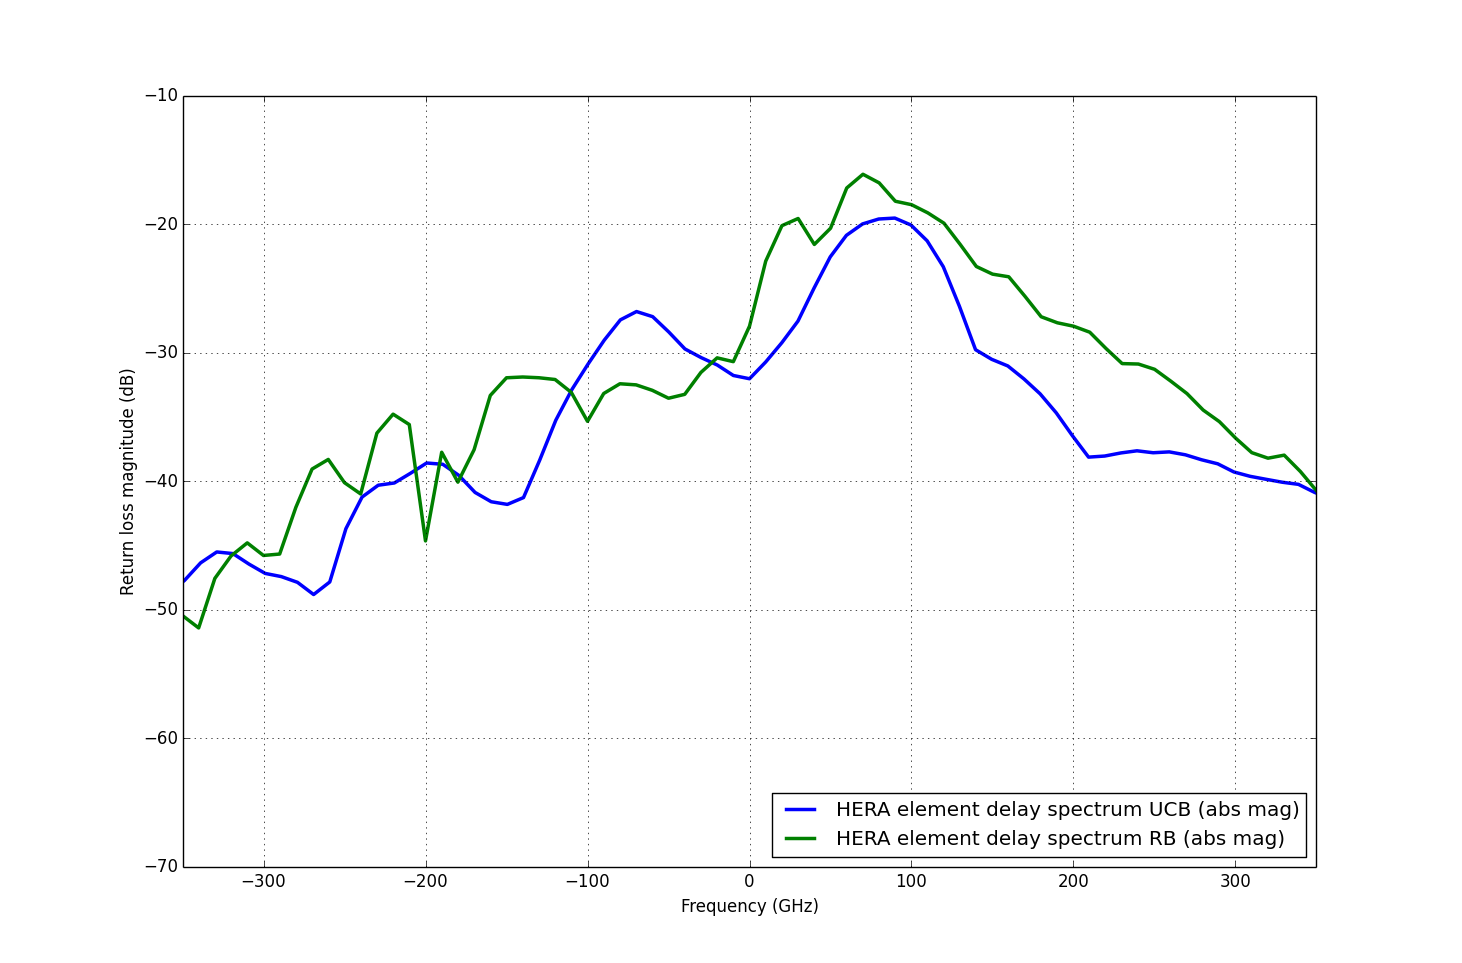 −10
−20
−30
−40
−50
−60
−70
Return loss magnitude (dB)
HERA element delay spectrum UCB (abs mag)
HERA element delay spectrum RB (abs mag)
−300 −200 −100 0 100 200 300
Frequency (GHz)